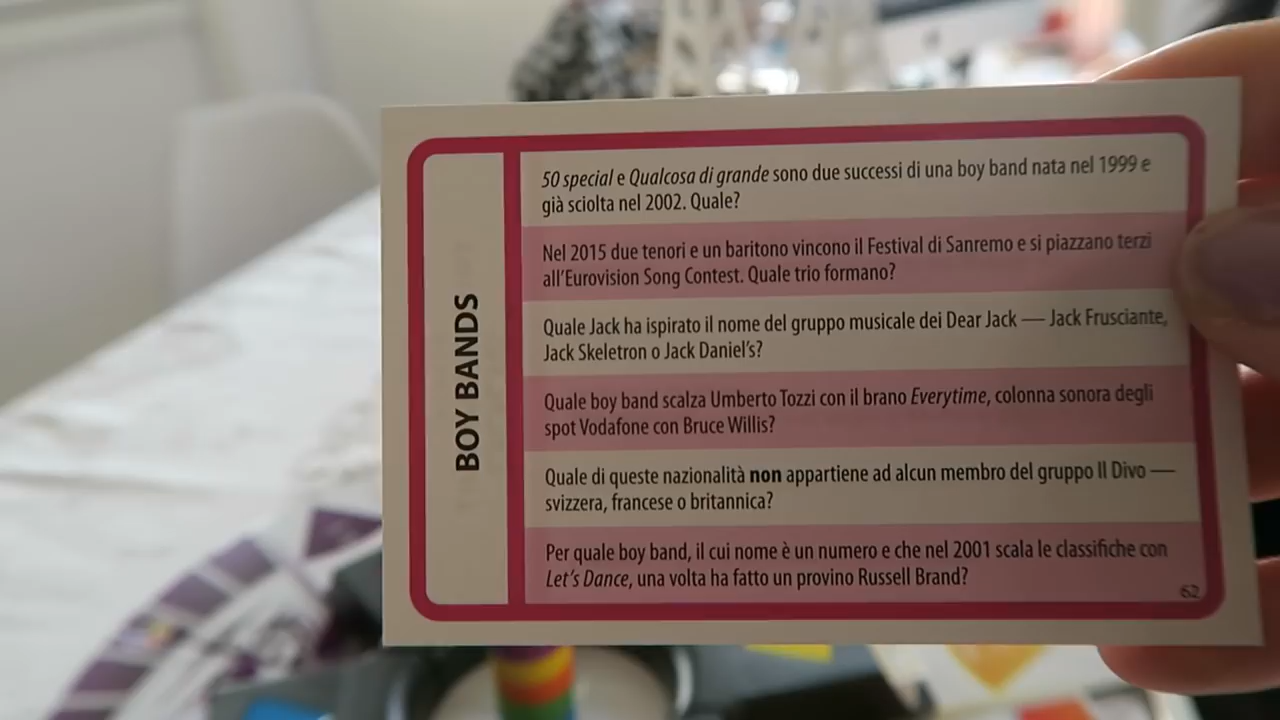 BOY BANDS
50 special e Qualcosa di grande sono due successi di una boy band nata nel 1999 e
già sciolta nel 2002. Quale?
Nel 2015 due tenori e un baritono vincono il Festival di Sanremo e si piazzano terzi
all'Eurovision Song Contest. Quale trio formano?
Quale Jack ha ispirato il nome del gruppo musicale dei Dear Jack — Jack Frusciante,
Jack Skeletron o Jack Daniel's?
Quale boy band scalza Umberto Tozzi con il brano Everytime, colonna sonora degli
spot Vodafone con Bruce Willis?
Quale di queste nazionalità non appartiene ad alcun membro del gruppo Il Divo —
svizzera, francese o britannica?
Per quale boy band, il cui nome è un numero e che nel 2001 scala le classifiche con
Let's Dance, una volta ha fatto un provino Russell Brand?
62